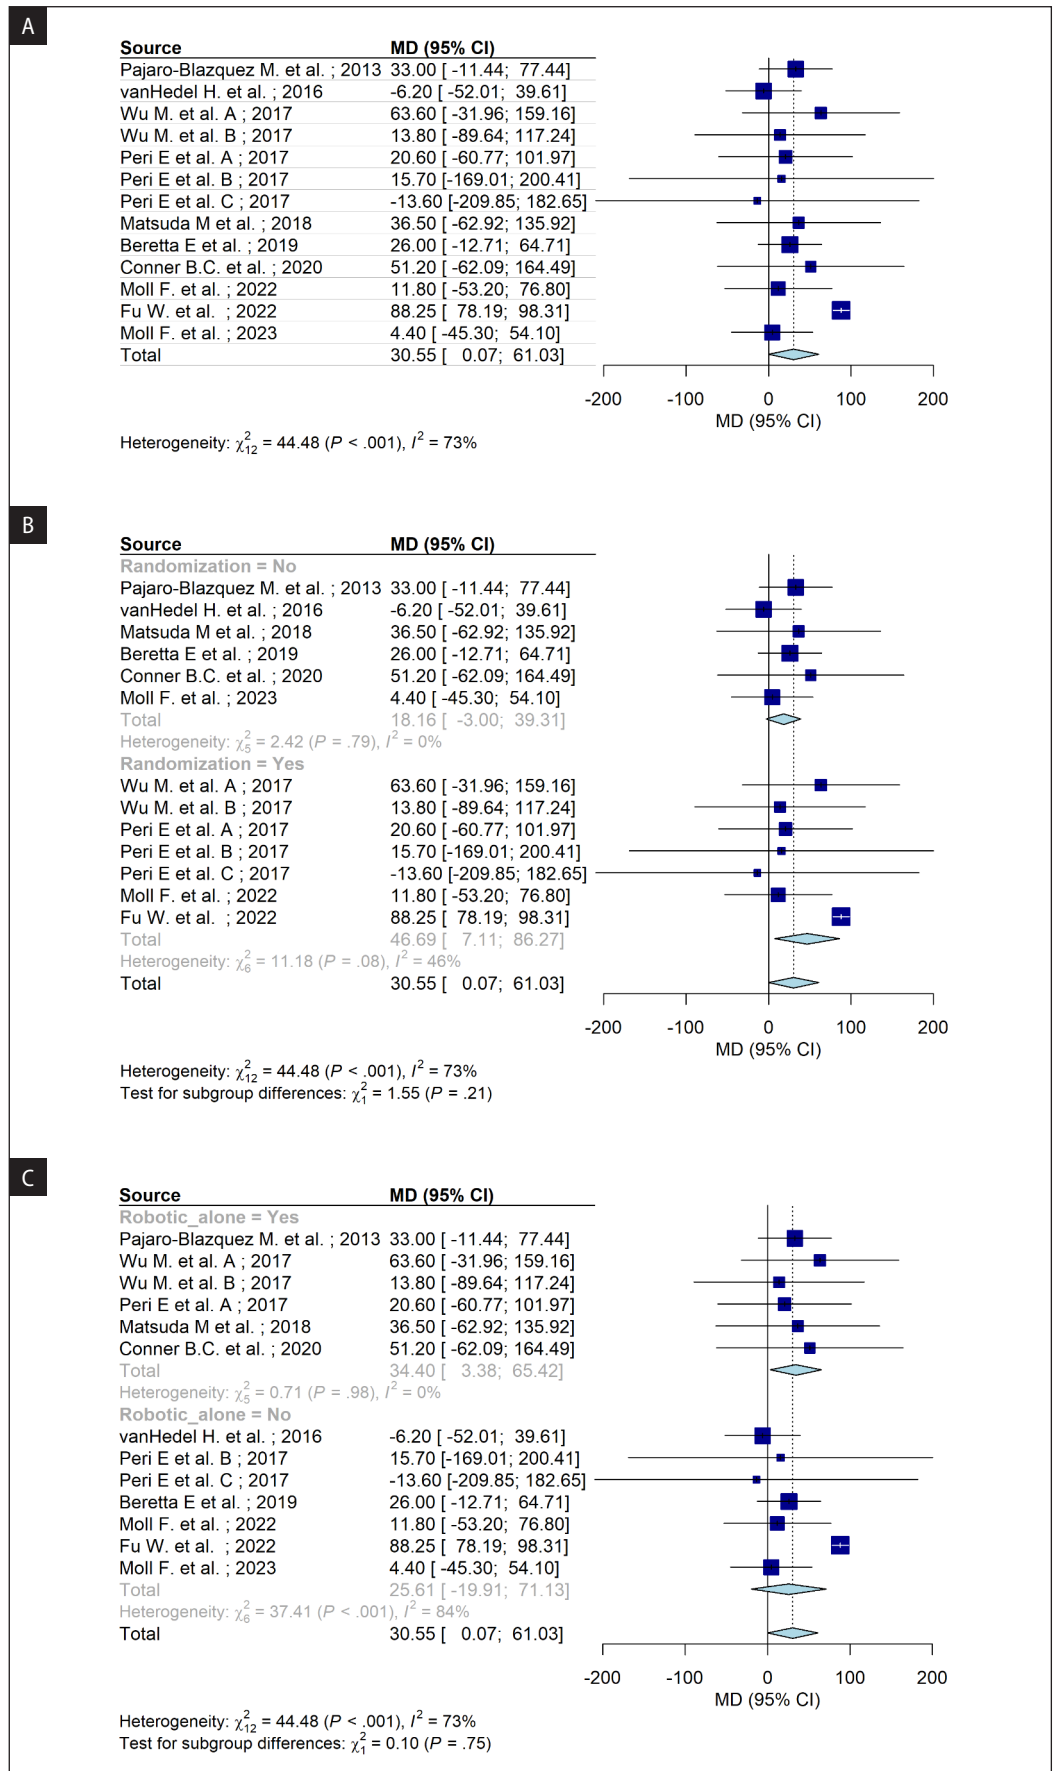 A
Source MD (95% CI)
Pajaro-Blazquez M. et al. ; 2013 33.00 [ -11.44; 77.44]
vanHedel H. et al. ; 2016 -6.20 [ -52.01; 39.61]
Wu M. et al. A ; 2017 63.60 [ -31.96; 159.16]
Wu M. et al. B ; 2017 13.80 [ -89.64; 117.24]
Peri E et al. A ; 2017 20.60 [ -60.77; 101.97]
Peri E et al. B ; 2017 15.70 [-169.01; 200.41]
Peri E et al. C ; 2017 -13.60 [-209.85; 182.65]
Matsuda M et al. ; 2018 36.50 [ -62.92; 135.92]
Beretta E et al. ; 2019 26.00 [ -12.71; 64.71]
Conner B.C. et al. ; 2020 51.20 [ -62.09; 164.49]
Moll F. et al. ; 2022 11.80 [ -53.20; 76.80]
Fu W. et al. ; 2022 88.25 [ 78.19; 98.31]
Moll F. et al. ; 2023 4.40 [ -45.30; 54.10]
Total 30.55 [ 0.07; 61.03]
-200 -100 0 100 200
MD (95% CI)
Heterogeneity: χ²₁₂ = 44.48 (P < .001), I² = 73%
B
Source MD (95% CI)
Randomization = No
Pajaro-Blazquez M. et al. ; 2013 33.00 [ -11.44; 77.44]
vanHedel H. et al. ; 2016 -6.20 [ -52.01; 39.61]
Matsuda M et al. ; 2018 36.50 [ -62.92; 135.92]
Beretta E et al. ; 2019 26.00 [ -12.71; 64.71]
Conner B.C. et al. ; 2020 51.20 [ -62.09; 164.49]
Moll F. et al. ; 2023 4.40 [ -45.30; 54.10]
Total 18.16 [ -3.00; 39.31]
Heterogeneity: χ²₅ = 2.42 (P = .79), I² = 0%
Randomization = Yes
Wu M. et al. A ; 2017 63.60 [ -31.96; 159.16]
Wu M. et al. B ; 2017 13.80 [ -89.64; 117.24]
Peri E et al. A ; 2017 20.60 [ -60.77; 101.97]
Peri E et al. B ; 2017 15.70 [-169.01; 200.41]
Peri E et al. C ; 2017 -13.60 [-209.85; 182.65]
Moll F. et al. ; 2022 11.80 [ -53.20; 76.80]
Fu W. et al. ; 2022 88.25 [ 78.19; 98.31]
Total 46.69 [ 7.11; 86.27]
Heterogeneity: χ²₆ = 11.18 (P = .08), I² = 46%
Total 30.55 [ 0.07; 61.03]
-200 -100 0 100 200
MD (95% CI)
Heterogeneity: χ²₁₂ = 44.48 (P < .001), I² = 73%
Test for subgroup differences: χ²₁ = 1.55 (P = .21)
C
Source MD (95% CI)
Robotic_alone = Yes
Pajaro-Blazquez M. et al. ; 2013 33.00 [ -11.44; 77.44]
Wu M. et al. A ; 2017 63.60 [ -31.96; 159.16]
Wu M. et al. B ; 2017 13.80 [ -89.64; 117.24]
Peri E et al. A ; 2017 20.60 [ -60.77; 101.97]
Matsuda M et al. ; 2018 36.50 [ -62.92; 135.92]
Conner B.C. et al. ; 2020 51.20 [ -62.09; 164.49]
Total 34.40 [ 3.38; 65.42]
Heterogeneity: χ²₅ = 0.71 (P = .98), I² = 0%
Robotic_alone = No
vanHedel H. et al. ; 2016 -6.20 [ -52.01; 39.61]
Peri E et al. B ; 2017 15.70 [-169.01; 200.41]
Peri E et al. C ; 2017 -13.60 [-209.85; 182.65]
Beretta E et al. ; 2019 26.00 [ -12.71; 64.71]
Moll F. et al. ; 2022 11.80 [ -53.20; 76.80]
Fu W. et al. ; 2022 88.25 [ 78.19; 98.31]
Moll F. et al. ; 2023 4.40 [ -45.30; 54.10]
Total 25.61 [ -19.91; 71.13]
Heterogeneity: χ²₆ = 37.41 (P < .001), I² = 84%
Total 30.55 [ 0.07; 61.03]
-200 -100 0 100 200
MD (95% CI)
Heterogeneity: χ²₁₂ = 44.48 (P < .001), I² = 73%
Test for subgroup differences: χ²₁ = 0.10 (P = .75)